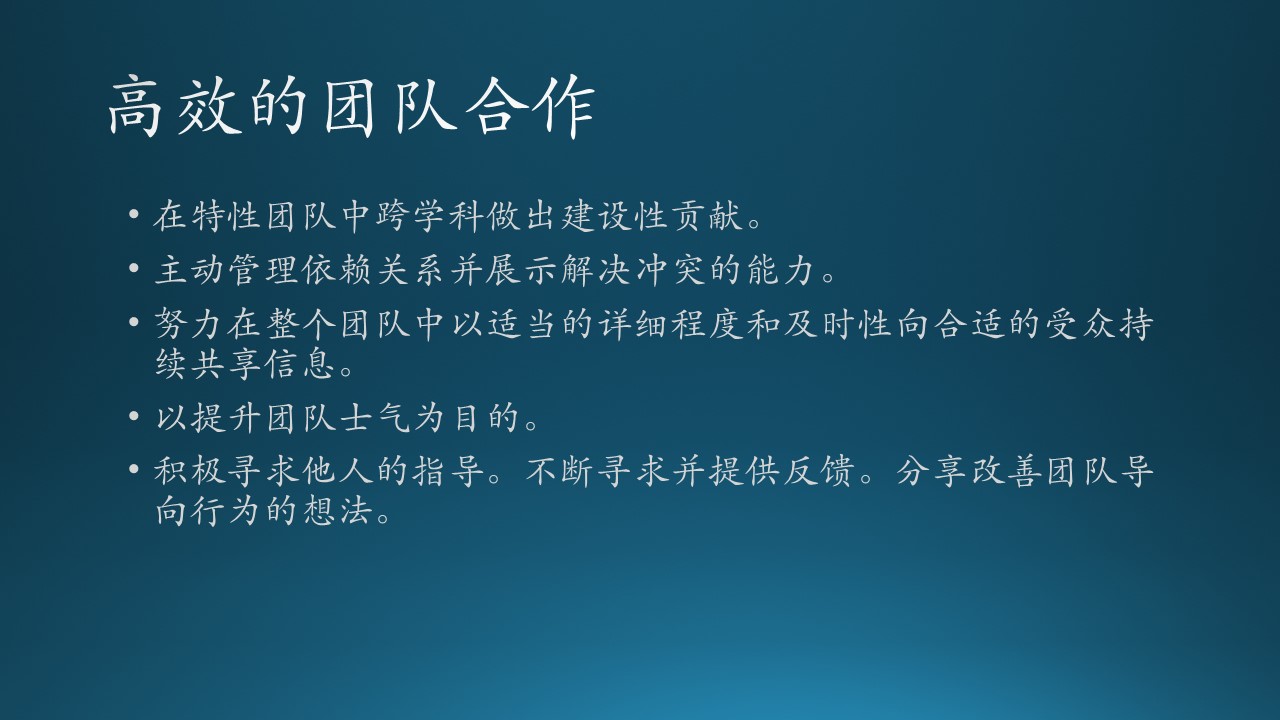 高效的团队合作
• 在特性团队中跨学科做出建设性贡献。
• 主动管理依赖关系并展示解决冲突的能力。
• 努力在整个团队中以适当的详细程度和及时性向合适的受众持
续共享信息。
• 以提升团队士气为目的。
• 积极寻求他人的指导。不断寻求并提供反馈。分享改善团队导
向行为的想法。